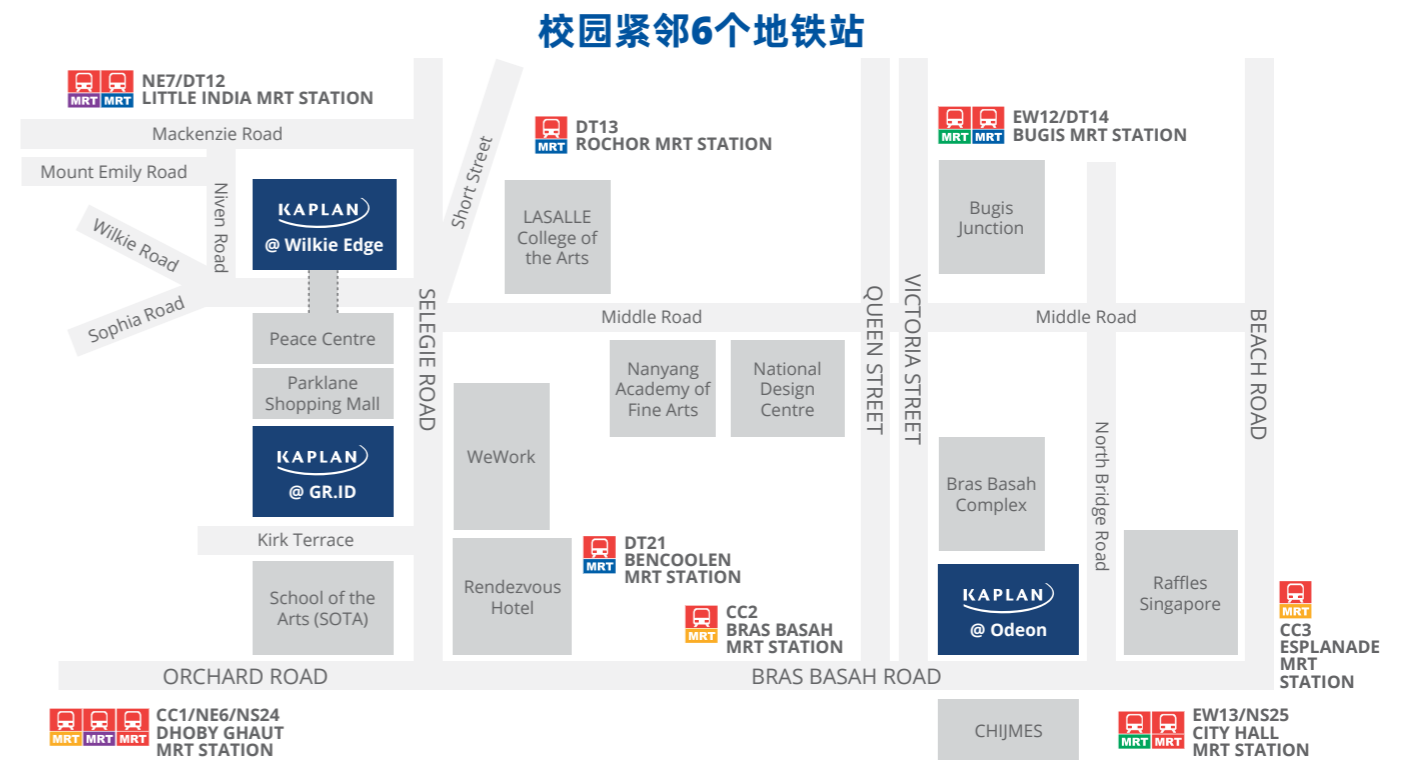 校园紧邻6个地铁站
MRT MRT
NE7/DT12
LITTLE INDIA MRT STATION
Mackenzie Road
Mount Emily Road
Niven Road
Wilkie Road
Sophia Road
KAPLAN
@ Wilkie Edge
Peace Centre
Parklane
Shopping Mall
KAPLAN
@ GR.ID
Kirk Terrace
School of the
Arts (SOTA)
SELEGIE ROAD
Short Street
MRT
DT13
ROCHOR MRT STATION
LASALLE
College of
the Arts
Middle Road
Nanyang
Academy of
Fine Arts
National
Design
Centre
WeWork
Rendezvous
Hotel
MRT
DT21
BENCOOLEN
MRT STATION
MRT
CC2
BRAS BASAH
MRT STATION
QUEEN STREET
VICTORIA STREET
MRT MRT
EW12/DT14
BUGIS MRT STATION
Bugis
Junction
Middle Road
BEACH ROAD
North Bridge Road
Bras Basah
Complex
KAPLAN
@ Odeon
Raffles
Singapore
MRT
CC3
ESPLANADE
MRT
STATION
ORCHARD ROAD
BRAS BASAH ROAD
MRT MRT MRT
CC1/NE6/NS24
DHOBY GHAUT
MRT STATION
CHIJMES
MRT MRT
EW13/NS25
CITY HALL
MRT STATION